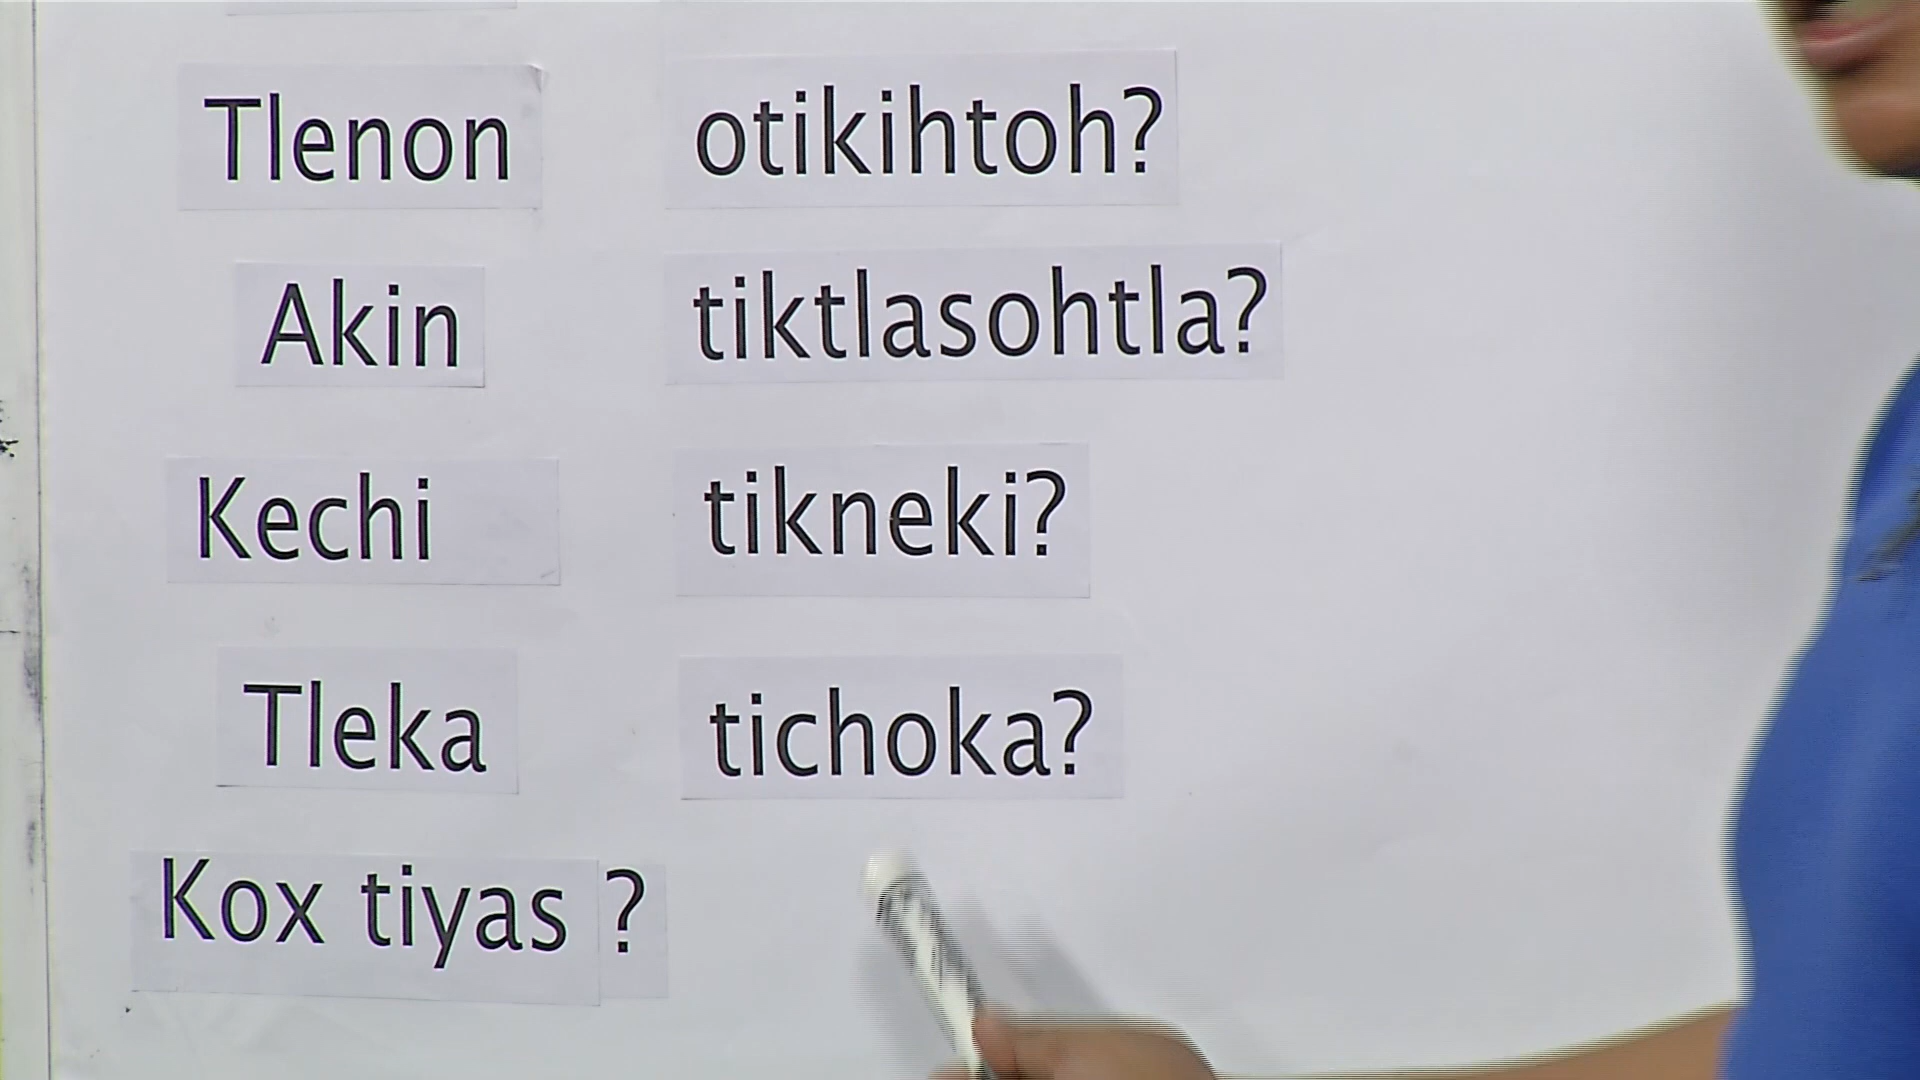 Tlenon otikihtoh?
Akin tiktlasohtla?
Kechi tikneki?
Tleka tichoka?
Kox tiyas ?